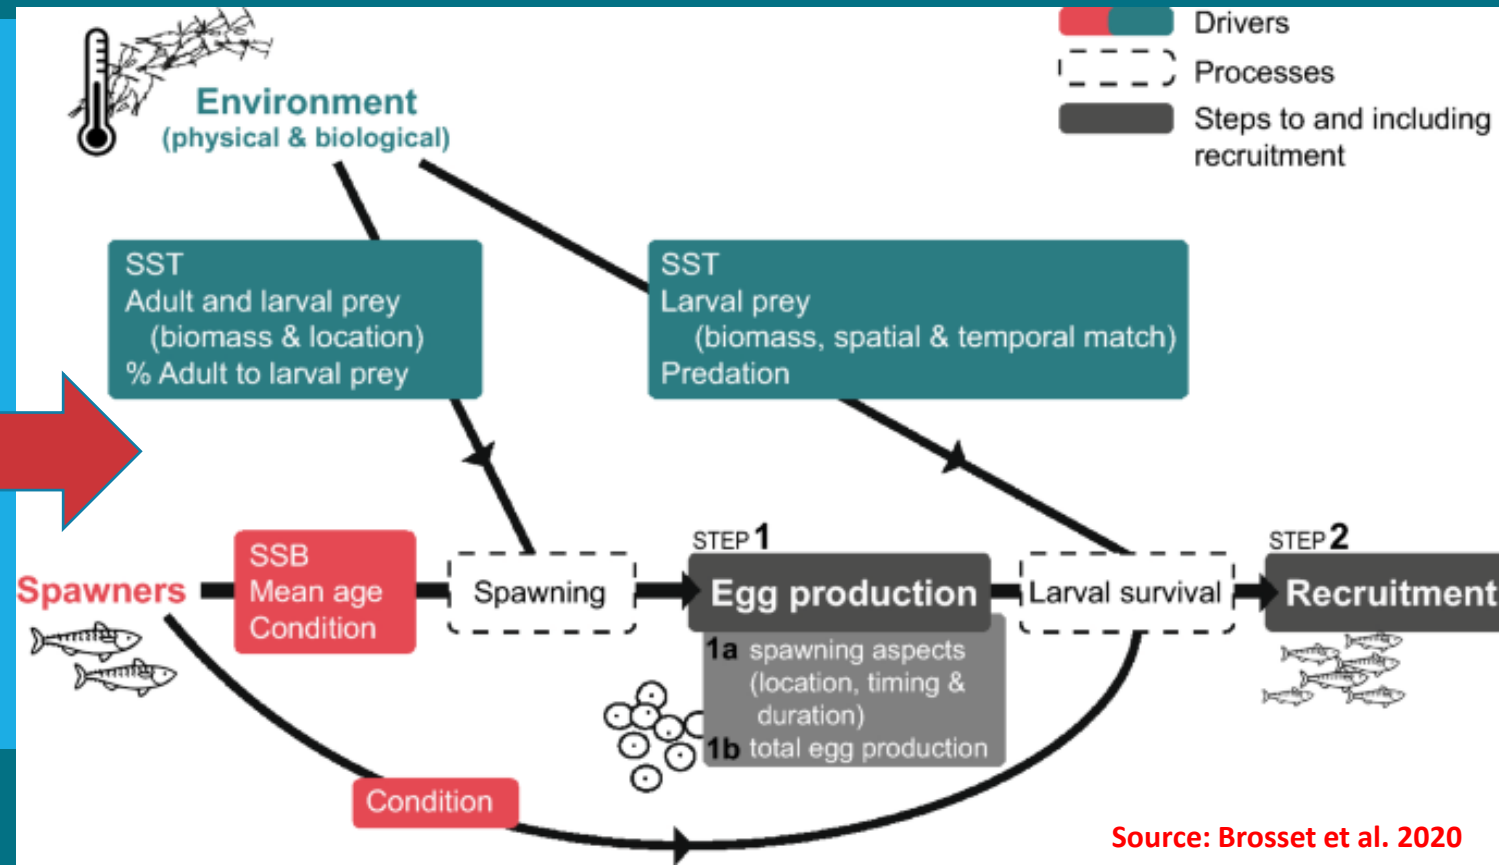 Drivers
Processes
Steps to and including
recruitment
Environment
(physical & biological)
SST
Adult and larval prey
(biomass & location)
% Adult to larval prey
SST
Larval prey
(biomass, spatial & temporal match)
Predation
Spawners
SSB
Mean age
Condition
Spawning
STEP 1
Egg production
1a spawning aspects
(location, timing &
duration)
1b total egg production
Larval survival
STEP 2
Recruitment
Condition
Source: Brosset et al. 2020